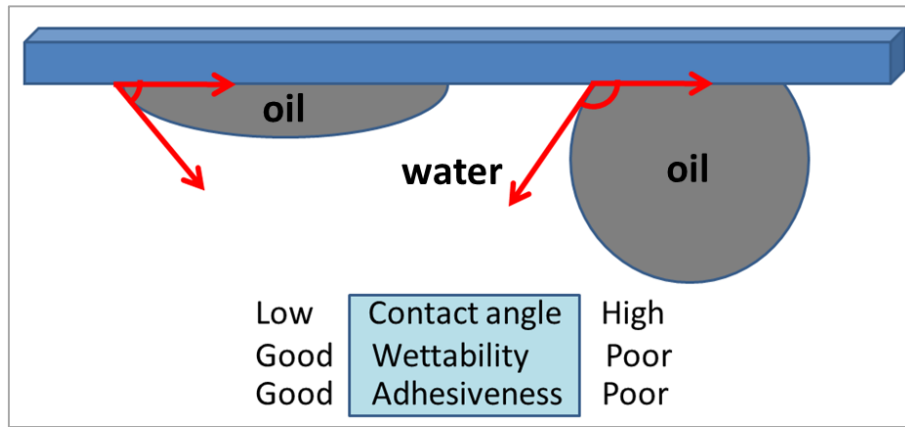 oil
water
oil
Low Contact angle High
Good Wettability Poor
Good Adhesiveness Poor